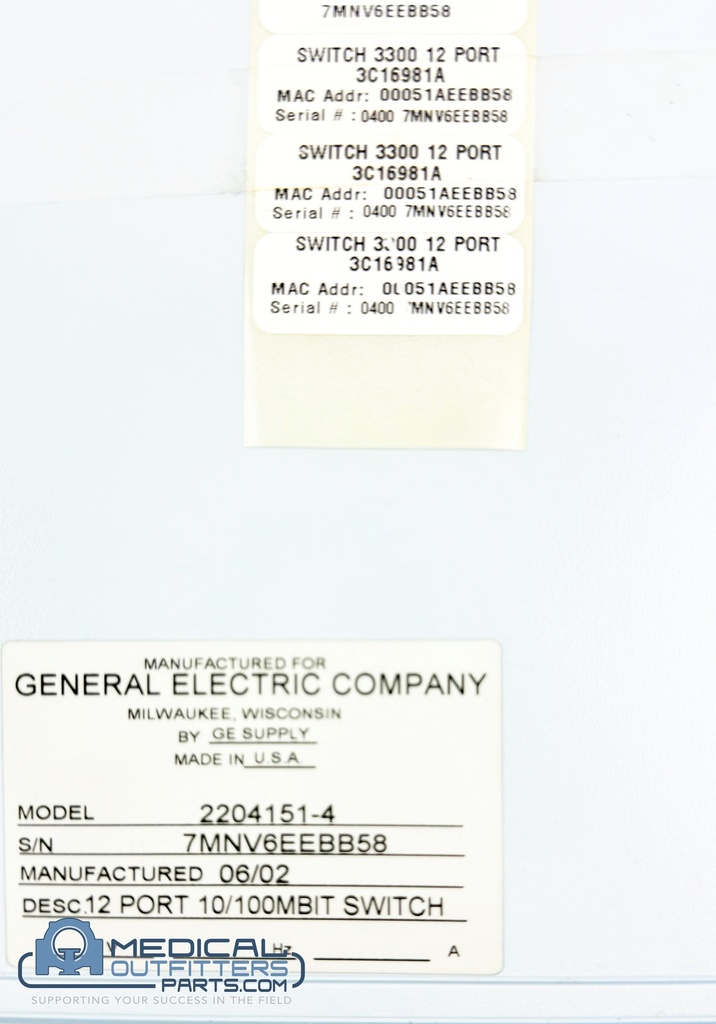 7MNV6EEBB58
SWITCH 3300 12 PORT
3C16981A
MAC Addr: 00051AEEBB58
Serial # : 0400 7MNV6EEBB58
SWITCH 3300 12 PORT
3C16981A
MAC Addr: 00051AEEBB58
Serial # : 0400 7MNV6EEBB58
SWITCH 3300 12 PORT
3C16981A
MAC Addr: 00051AEEBB58
Serial # : 0400 7MNV6EEBB58
MANUFACTURED FOR
GENERAL ELECTRIC COMPANY
MILWAUKEE, WISCONSIN
BY GE SUPPLY
MADE IN U.S.A.
MODEL 2204151-4
S/N 7MNV6EEBB58
MANUFACTURED 06/02
DESC. 12 PORT 10/100MBIT SWITCH
V Hz A
MEDICAL
OUTFITTERS
PARTS.COM
SUPPORTING YOUR SUCCESS IN THE FIELD